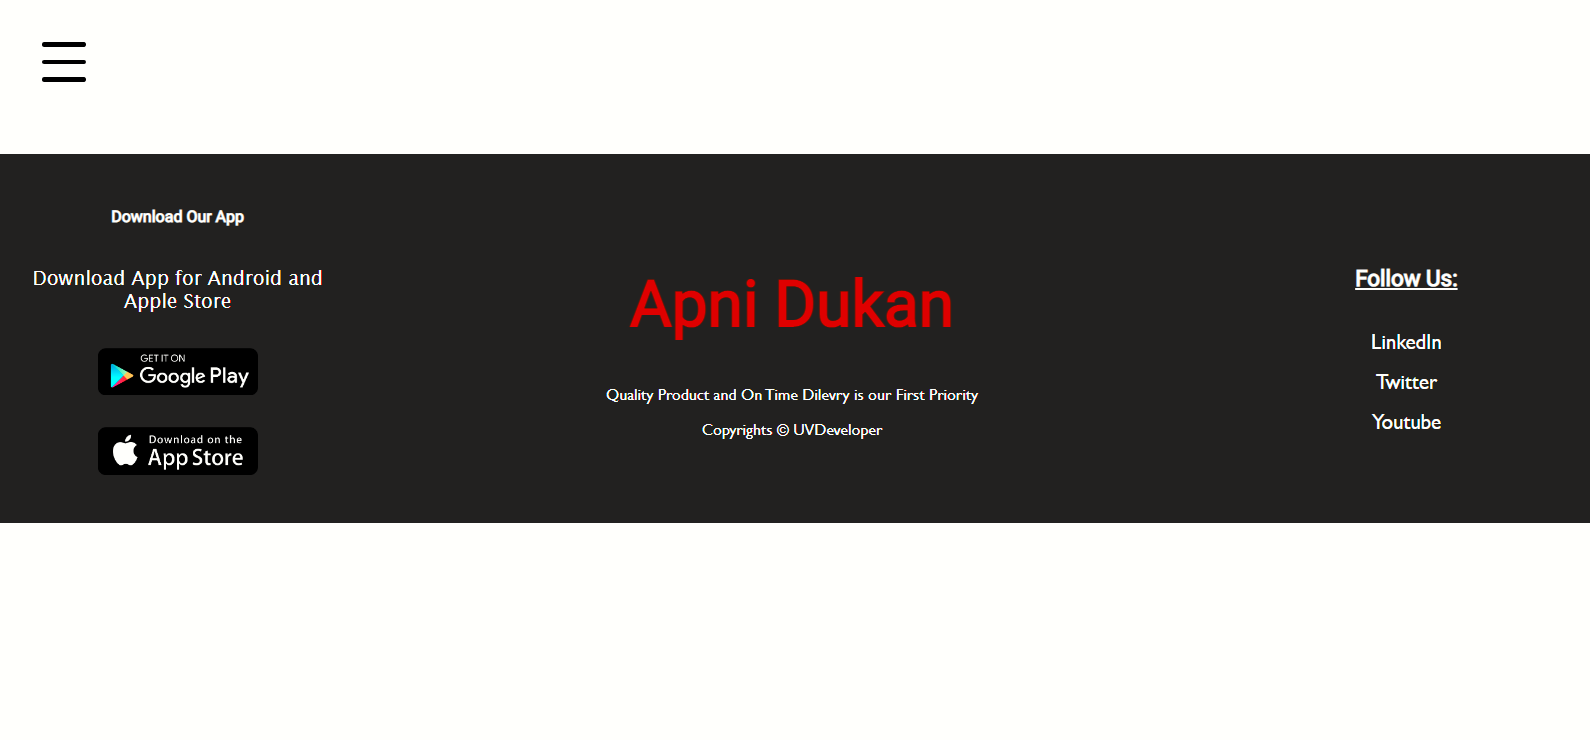 Download Our App
Download App for Android and
Apple Store
GET IT ON
Google Play
Download on the
App Store
Apni Dukan
Quality Product and On Time Dilevry is our First Priority
Copyrights © UVDeveloper
Follow Us:
LinkedIn
Twitter
Youtube